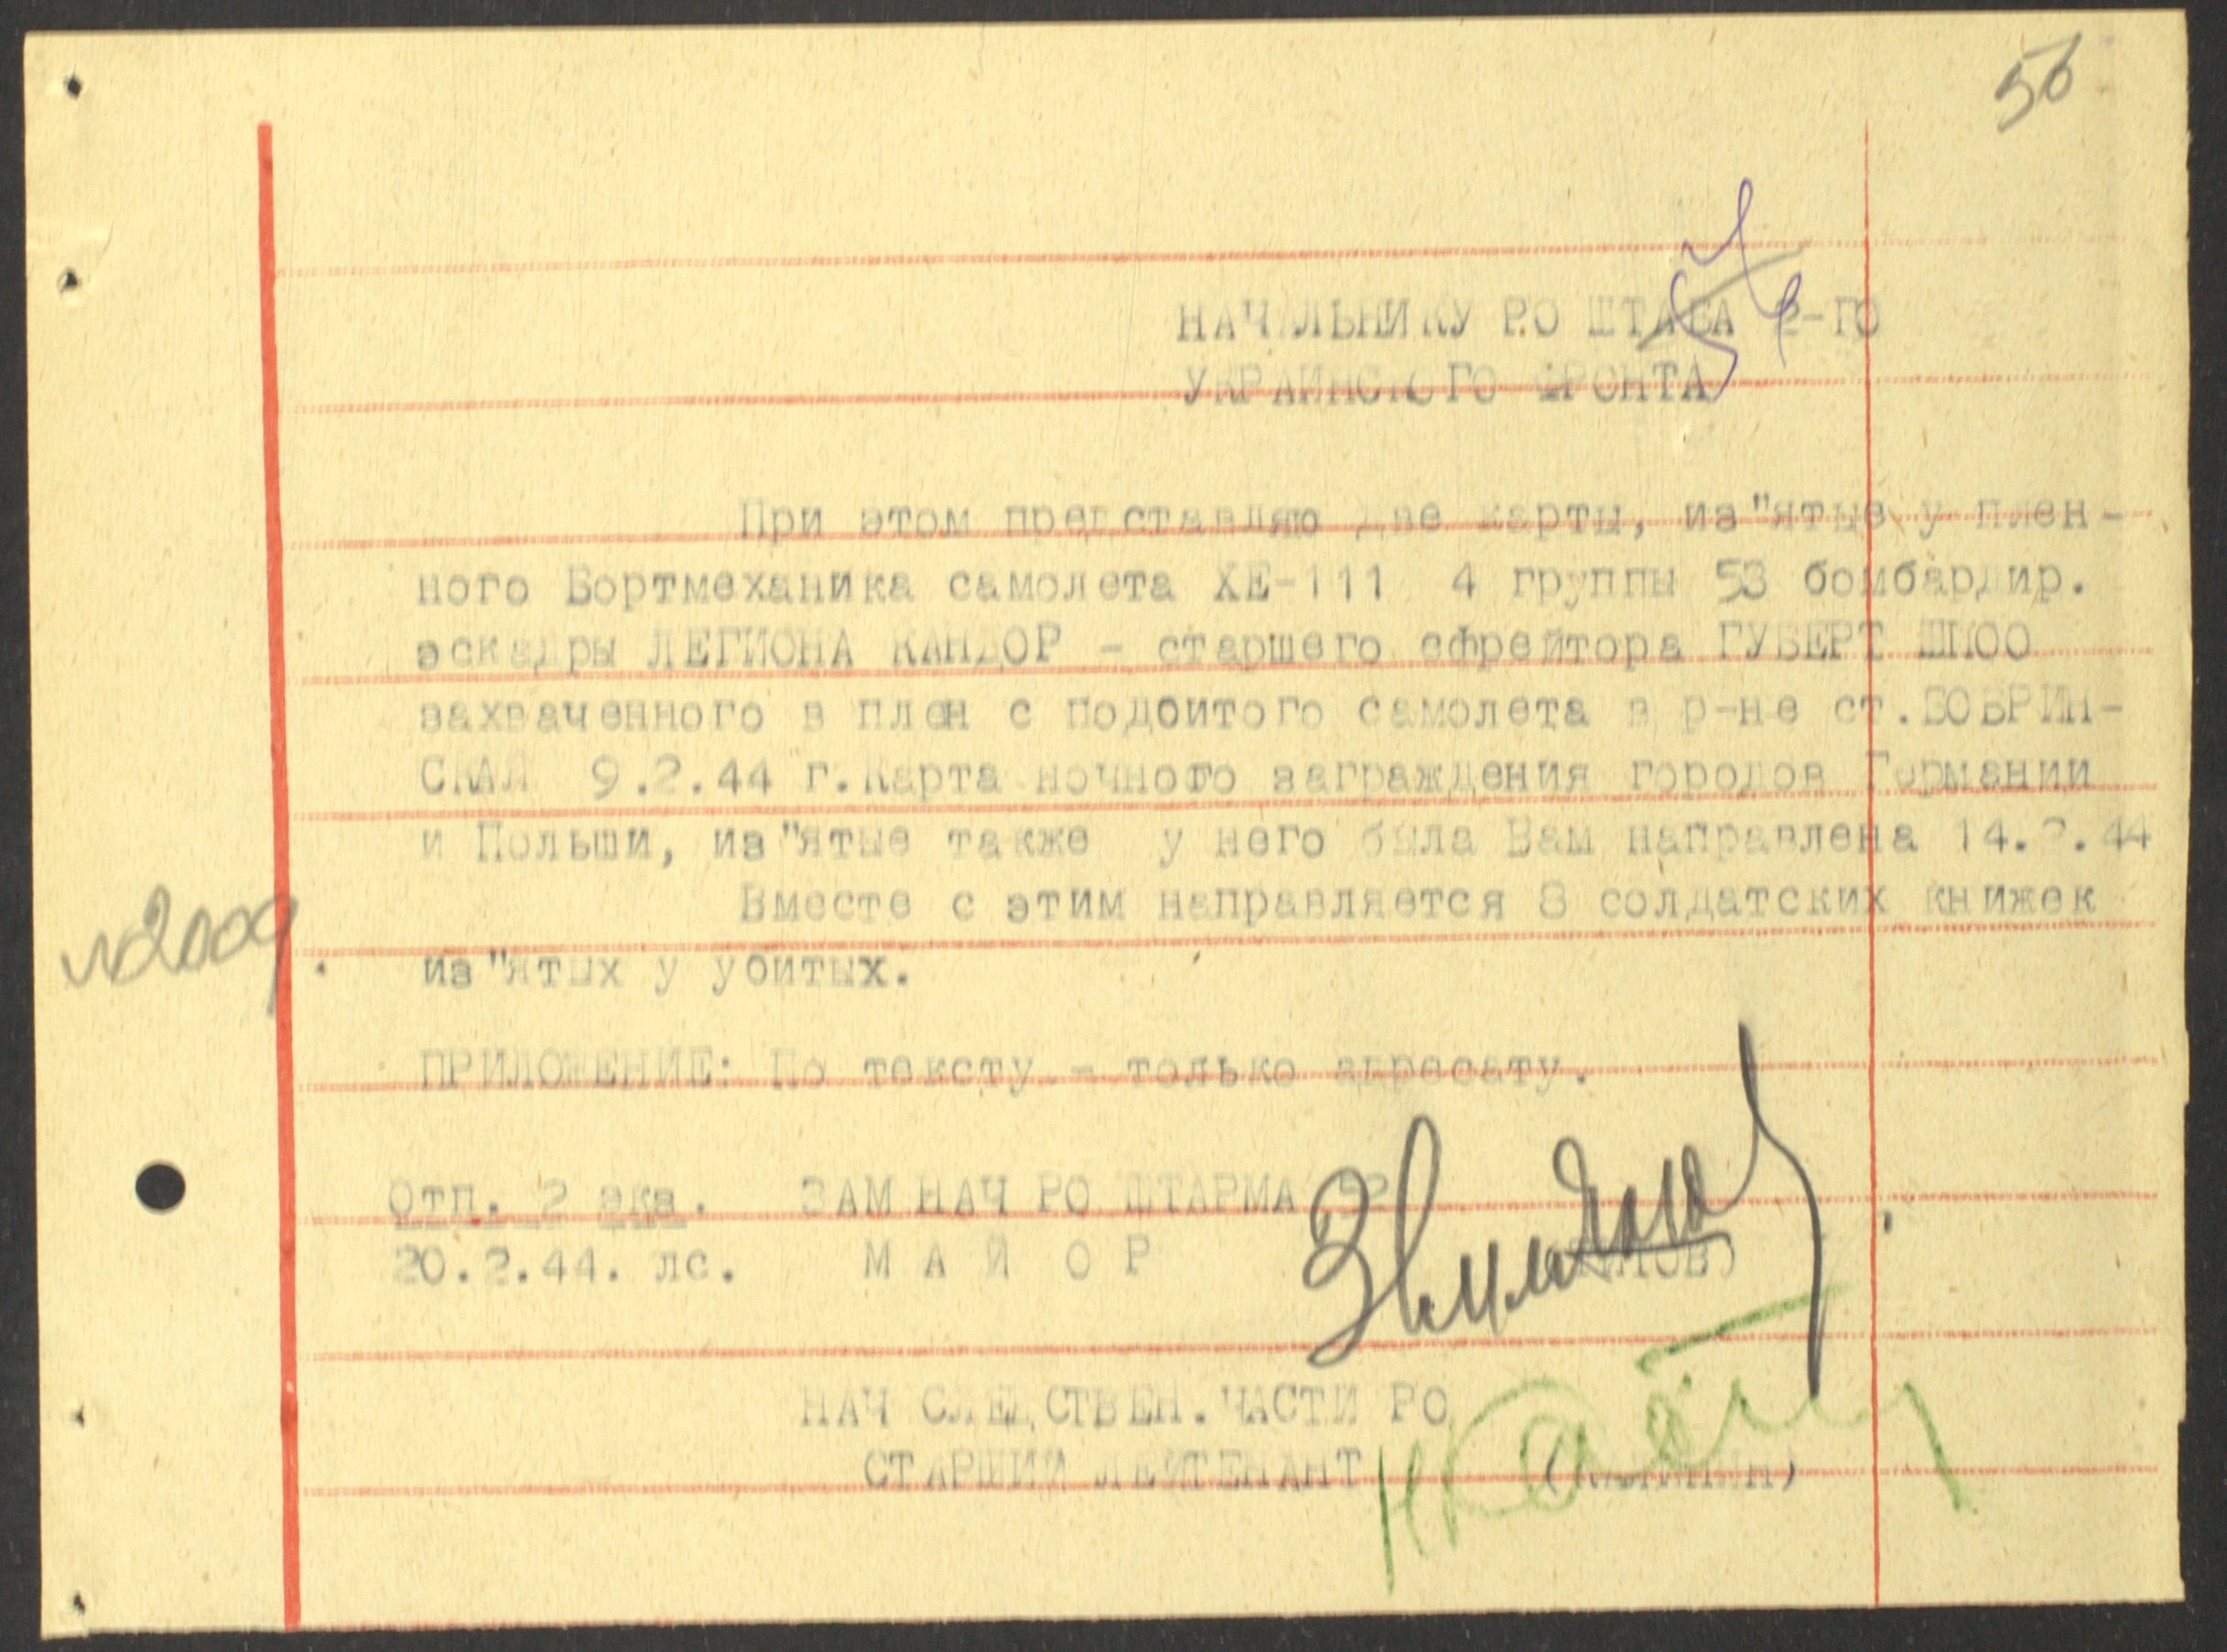 56
НАЧАЛЬНИКУ РО ШТАБА 2-ГО
УКРАИНСКОГО ФРОНТА
При этом представляю две карты, из"ятые у плен-
ного Бортмеханика самолета ХЕ-111 4 группы 53 бомбардир.
эскадры ЛЕГИОНА КАНДОР - старшего ефрейтора ГУБЕРТ
захваченного в плен с подбитого самолета в р-не ст.БОБРИН-
СКАЯ 9.2.44 г.Карта ночного заграждения городов Германии
и Польши, из"ятые также у него была Вам направлена 14.2.44
Вместе с этим направляется 8 солдатских книжек
из"ятых у убитых.
№2009
ПРИЛОЖЕНИЕ: По тексту - только адресату.
Отп. 2 экз. ЗАМ НАЧ РО ШТАРМА
20.2.44. лс. М А Й О Р
НАЧ СЛЕДСТВЕН.ЧАСТИ РО
СТАРШИЙ ЛЕЙТЕНАНТ (КАЛИНИН)